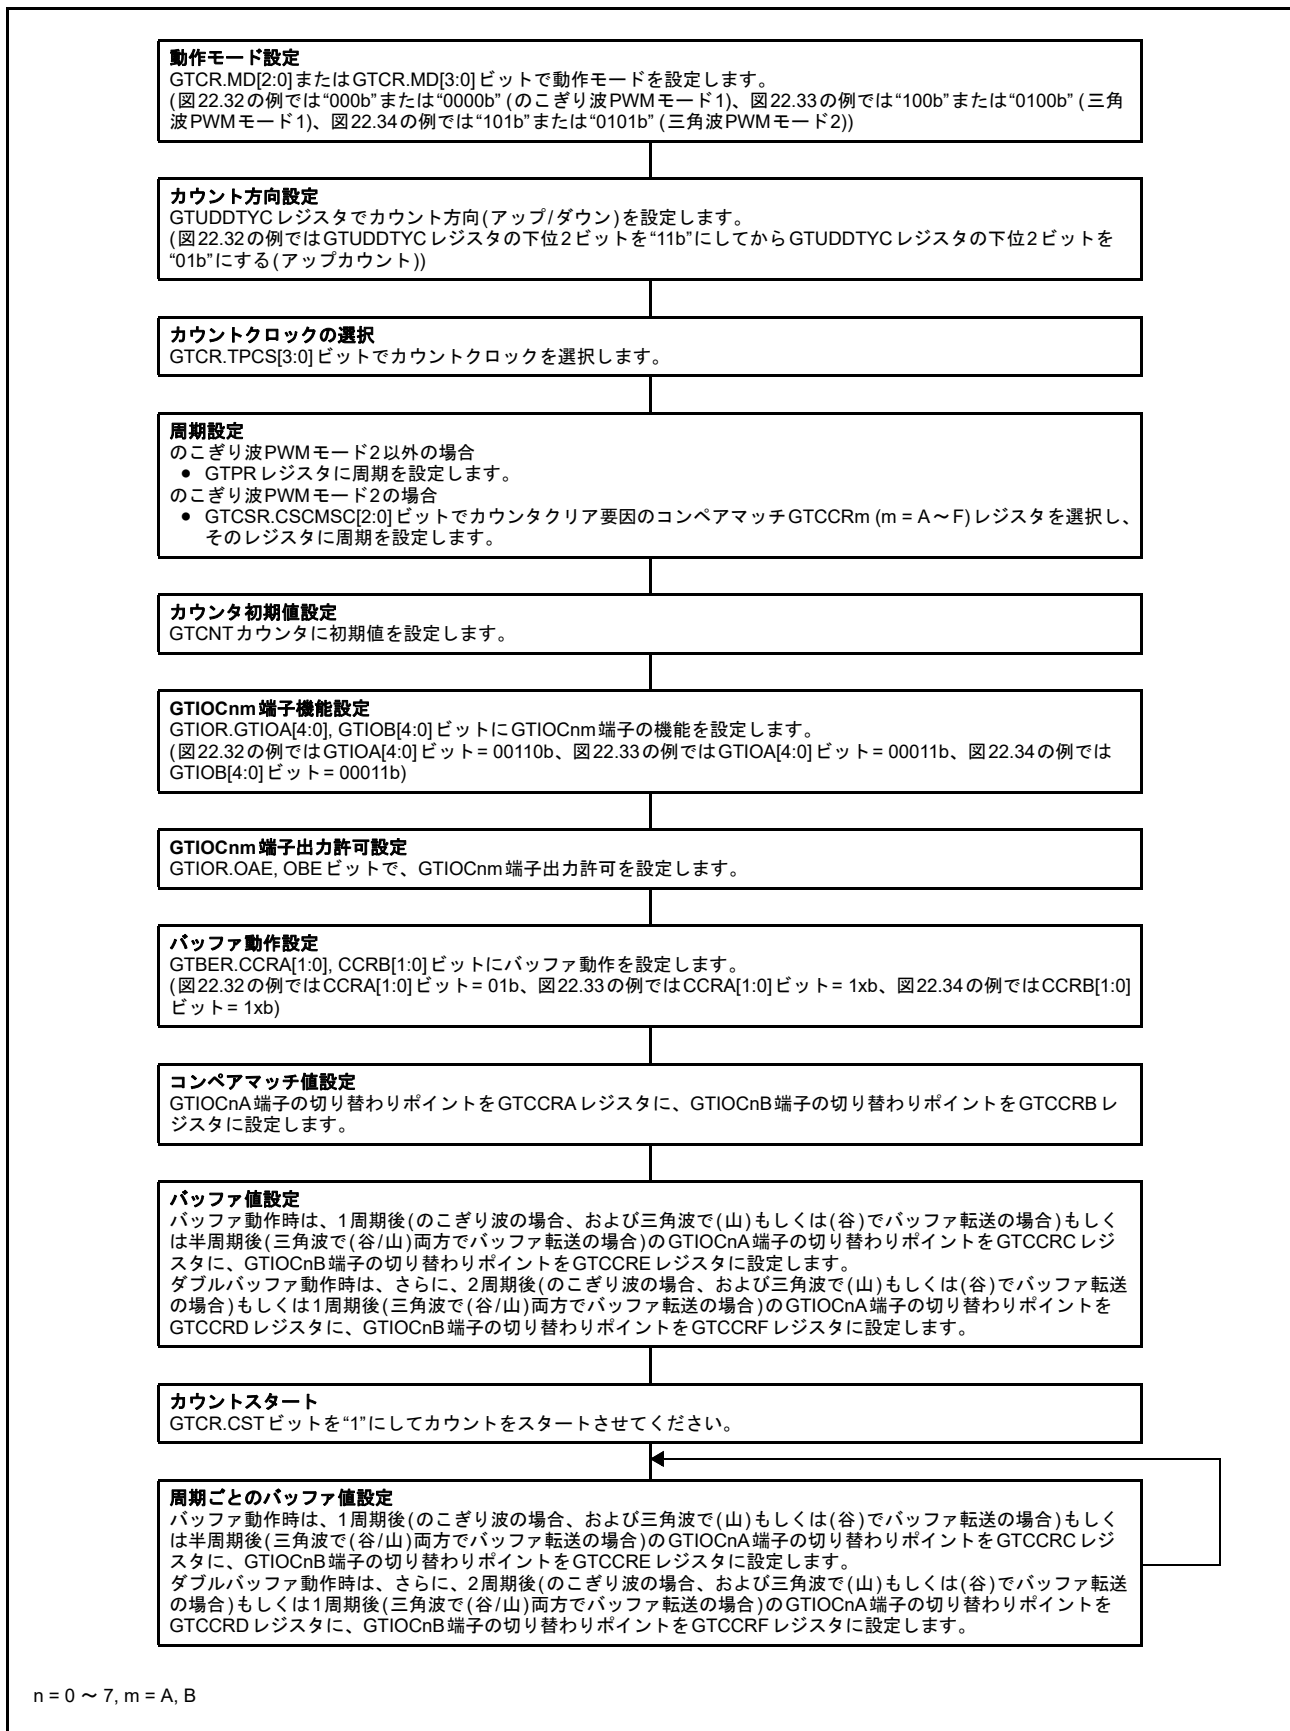 動作モード設定
GTCR.MD[2:0]またはGTCR.MD[3:0]ビットで動作モードを設定します。
(図22.32の例では“000b”または“0000b” (のこぎり波PWMモード1)、図22.33の例では“100b”または“0100b” (三角
波PWMモード1)、図22.34の例では“101b”または“0101b” (三角波PWMモード2))
カウント方向設定
GTUDDTYCレジスタでカウント方向(アップ/ダウン)を設定します。
(図22.32の例ではGTUDDTYCレジスタの下位2ビットを“11b”にしてからGTUDDTYCレジスタの下位2ビットを
“01b”にする(アップカウント))
カウントクロックの選択
GTCR.TPCS[3:0]ビットでカウントクロックを選択します。
周期設定
のこぎり波PWMモード2以外の場合
● GTPRレジスタに周期を設定します。
のこぎり波PWMモード2の場合
● GTCSR.CSCMSC[2:0]ビットでカウンタクリア要因のコンペアマッチGTCCRm (m = A～F)レジスタを選択し、
そのレジスタに周期を設定します。
カウンタ初期値設定
GTCNTカウンタに初期値を設定します。
GTIOCnm端子機能設定
GTIOR.GTIOA[4:0], GTIOB[4:0]ビットにGTIOCnm端子の機能を設定します。
(図22.32の例ではGTIOA[4:0]ビット= 00110b、図22.33の例ではGTIOA[4:0]ビット= 00011b、図22.34の例では
GTIOB[4:0]ビット= 00011b)
GTIOCnm端子出力許可設定
GTIOR.OAE, OBEビットで、GTIOCnm端子出力許可を設定します。
バッファ動作設定
GTBER.CCRA[1:0], CCRB[1:0]ビットにバッファ動作を設定します。
(図22.32の例ではCCRA[1:0]ビット= 01b、図22.33の例ではCCRA[1:0]ビット= 1xb、図22.34の例ではCCRB[1:0]
ビット= 1xb)
コンペアマッチ値設定
GTIOCnA端子の切り替わりポイントをGTCCRAレジスタに、GTIOCnB端子の切り替わりポイントをGTCCRBレ
ジスタに設定します。
バッファ値設定
バッファ動作時は、1周期後(のこぎり波の場合、および三角波で(山)もしくは(谷)でバッファ転送の場合)もしく
は半周期後(三角波で(谷/山)両方でバッファ転送の場合)のGTIOCnA端子の切り替わりポイントをGTCCRCレジ
スタに、GTIOCnB端子の切り替わりポイントをGTCCREレジスタに設定します。
ダブルバッファ動作時は、さらに、2周期後(のこぎり波の場合、および三角波で(山)もしくは(谷)でバッファ転送
の場合)もしくは1周期後(三角波で(谷/山)両方でバッファ転送の場合)のGTIOCnA端子の切り替わりポイントを
GTCCRDレジスタに、GTIOCnB端子の切り替わりポイントをGTCCRFレジスタに設定します。
カウントスタート
GTCR.CSTビットを“1”にしてカウントをスタートさせてください。
周期ごとのバッファ値設定
バッファ動作時は、1周期後(のこぎり波の場合、および三角波で(山)もしくは(谷)でバッファ転送の場合)もしく
は半周期後(三角波で(谷/山)両方でバッファ転送の場合)のGTIOCnA端子の切り替わりポイントをGTCCRCレジ
スタに、GTIOCnB端子の切り替わりポイントをGTCCREレジスタに設定します。
ダブルバッファ動作時は、さらに、2周期後(のこぎり波の場合、および三角波で(山)もしくは(谷)でバッファ転送
の場合)もしくは1周期後(三角波で(谷/山)両方でバッファ転送の場合)のGTIOCnA端子の切り替わりポイントを
GTCCRDレジスタに、GTIOCnB端子の切り替わりポイントをGTCCRFレジスタに設定します。
n = 0 ～ 7, m = A, B